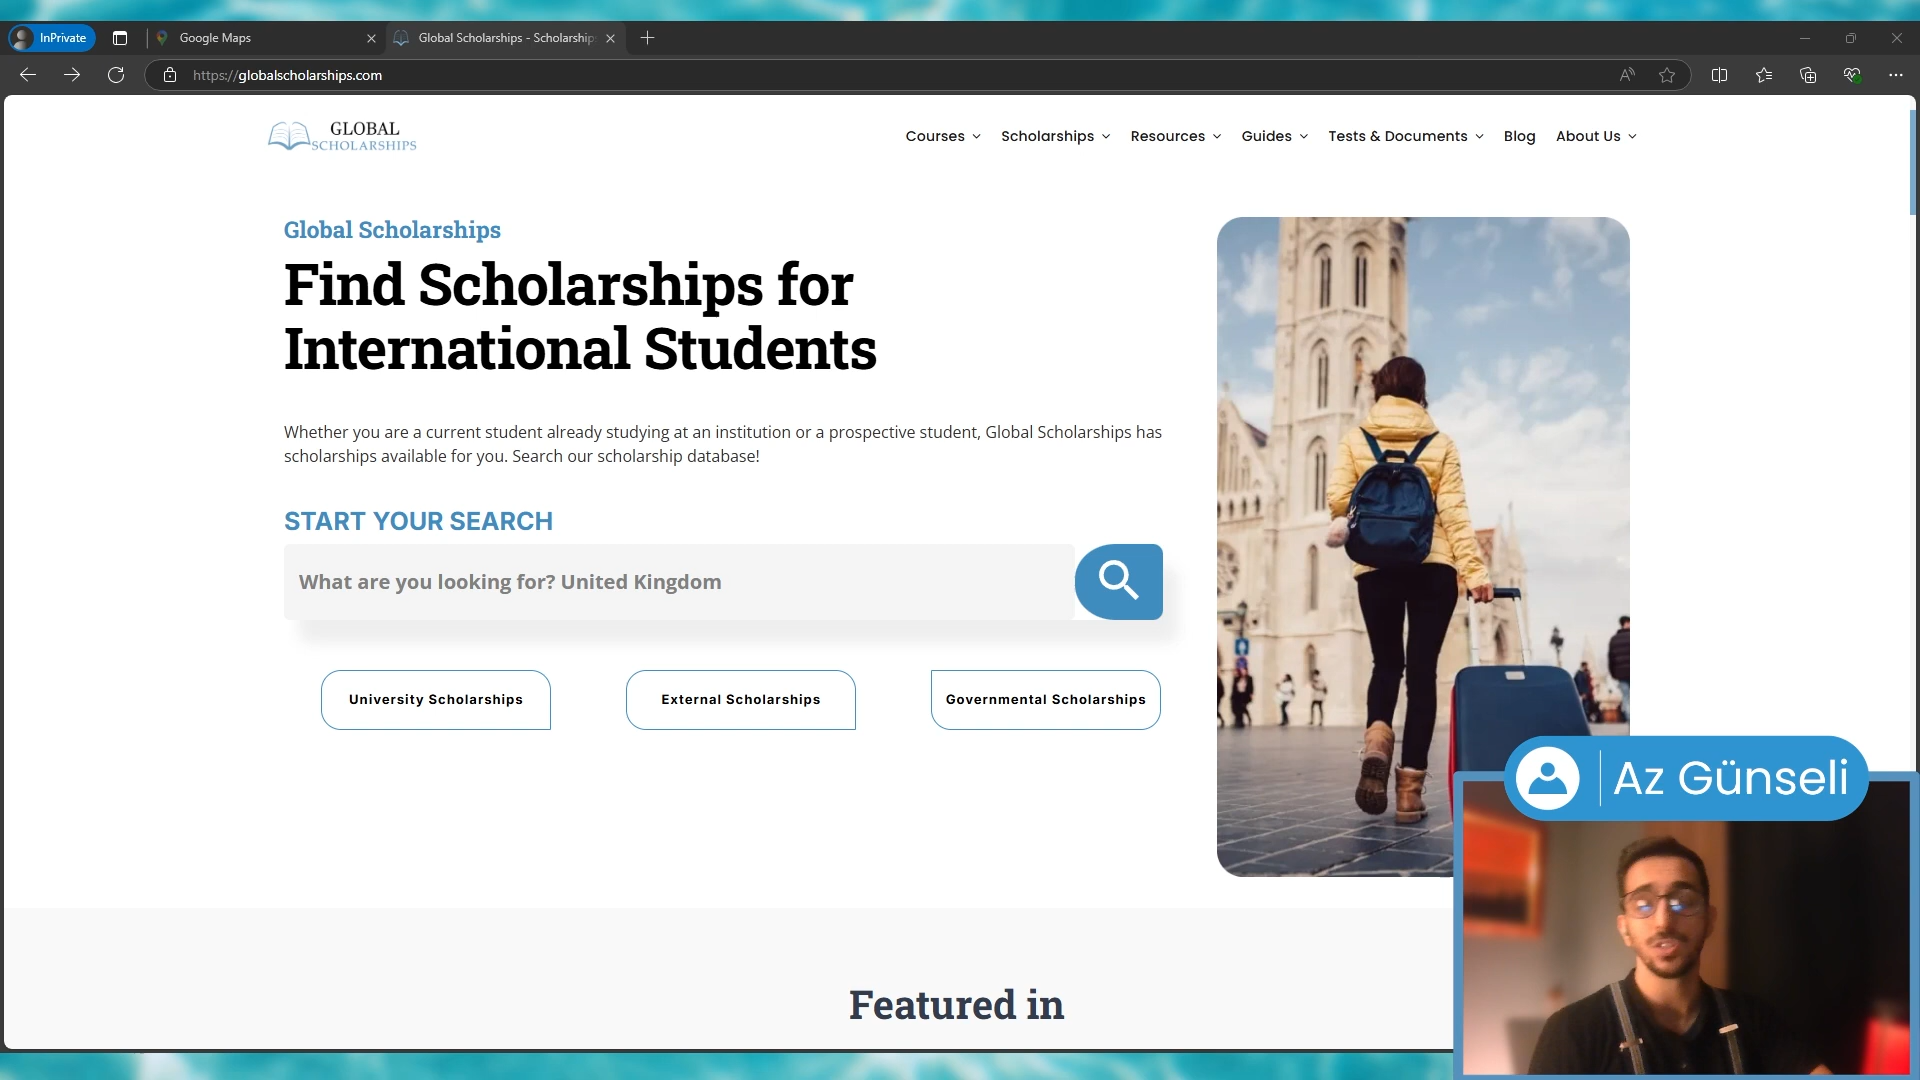 InPrivate
Google Maps
Global Scholarships - Scholarship
https://globalscholarships.com
GLOBAL
SCHOLARSHIPS
Courses
Scholarships
Resources
Guides
Tests & Documents
Blog
About Us
Global Scholarships
Find Scholarships for
International Students
Whether you are a current student already studying at an institution or a prospective student, Global Scholarships has
scholarships available for you. Search our scholarship database!
START YOUR SEARCH
What are you looking for? United Kingdom
University Scholarships
External Scholarships
Governmental Scholarships
Az Günseli
Featured in